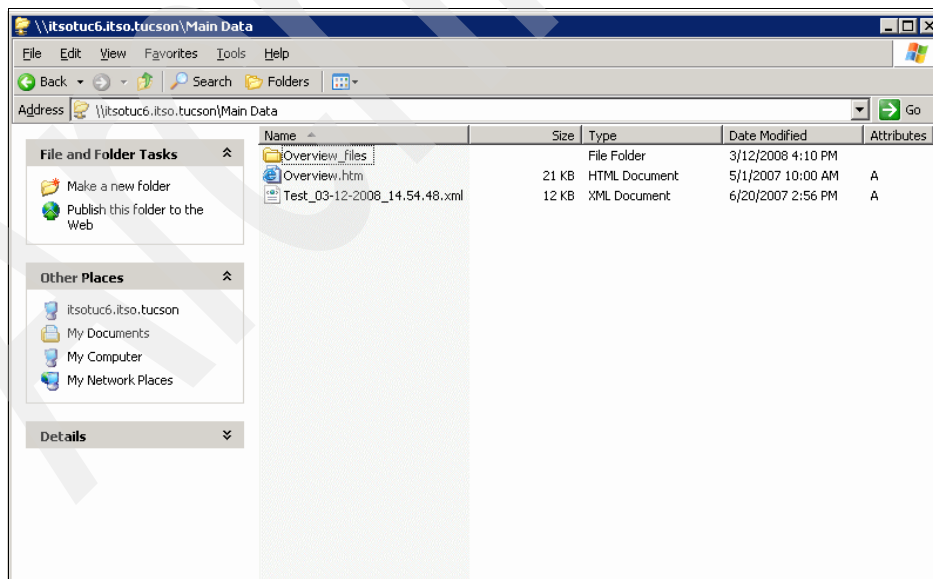 \\itsotuc6.itso.tucson\Main Data
File Edit View Favorites Tools Help
Back Search Folders
Address \\itsotuc6.itso.tucson\Main Data Go
Name Size Type Date Modified Attributes
File and Folder Tasks
Make a new folder
Publish this folder to the
Web
Other Places
itsotuc6.itso.tucson
My Documents
My Computer
My Network Places
Details
Overview_files File Folder 3/12/2008 4:10 PM
Overview.htm 21 KB HTML Document 5/1/2007 10:00 AM A
Test_03-12-2008_14.54.48.xml 12 KB XML Document 6/20/2007 2:56 PM A